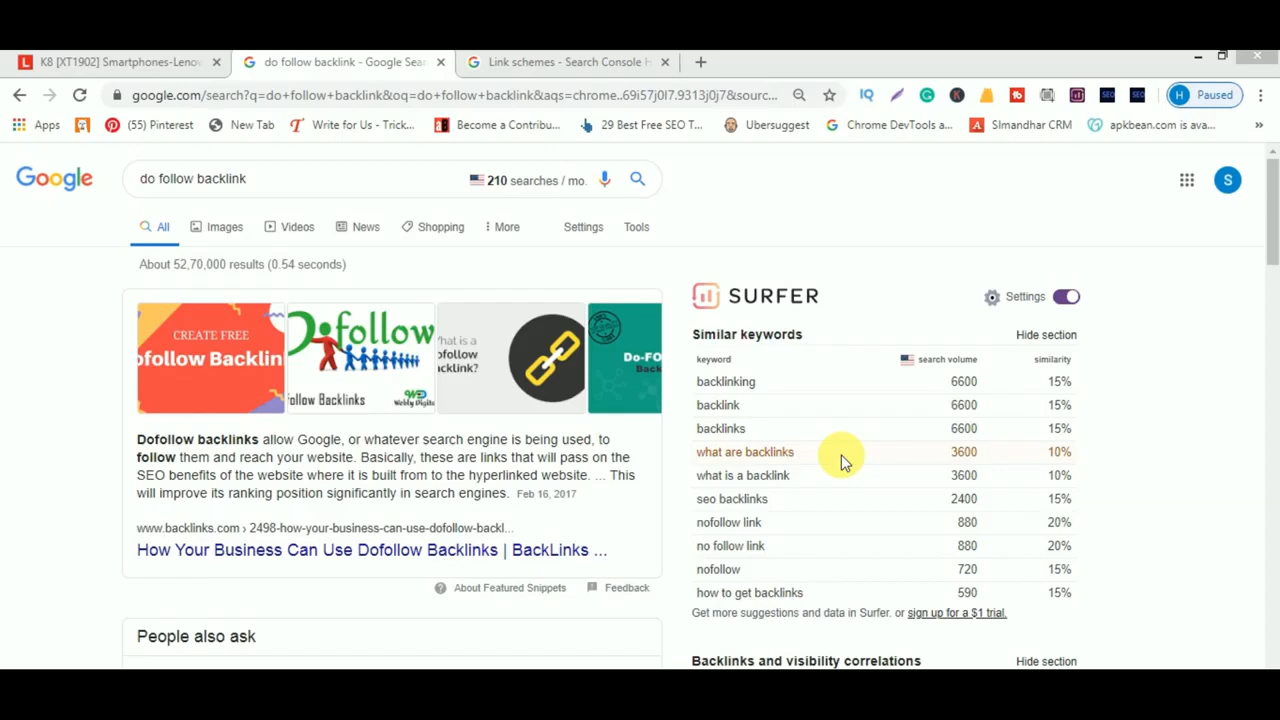 K8 [XT1902] Smartphones-Lenov
do follow backlink - Google Sear
Link schemes - Search Console H
google.com/search?q=do+follow+backlink&oq=do+follow+backlink&aqs=chrome..69i57j0l7.9313j0j7&sourc...
Paused
Apps
(55) Pinterest
New Tab
Write for Us - Trick...
Become a Contribu...
29 Best Free SEO T...
Ubersuggest
Chrome DevTools a...
SImandhar CRM
apkbean.com is ava...
Google
do follow backlink
210 searches / mo.
S
All
Images
Videos
News
Shopping
More
Settings
Tools
About 52,70,000 results (0.54 seconds)
CREATE FREE
ofollow Backlin
Dofollow
follow Backlinks
Webly Digita
hat is a
ofollow
cklink?
Do-FO
Back
Dofollow backlinks allow Google, or whatever search engine is being used, to
follow them and reach your website. Basically, these are links that will pass on the
SEO benefits of the website where it is built from to the hyperlinked website. ... This
will improve its ranking position significantly in search engines. Feb 16, 2017
www.backlinks.com › 2498-how-your-business-can-use-dofollow-backl...
How Your Business Can Use Dofollow Backlinks | BackLinks ...
About Featured Snippets
Feedback
People also ask
SURFER
Settings
Similar keywords
Hide section
keyword search volume similarity
backlinking 6600 15%
backlink 6600 15%
backlinks 6600 15%
what are backlinks 3600 10%
what is a backlink 3600 10%
seo backlinks 2400 15%
nofollow link 880 20%
no follow link 880 20%
nofollow 720 15%
how to get backlinks 590 15%
Get more suggestions and data in Surfer. or sign up for a $1 trial.
Backlinks and visibility correlations
Hide section